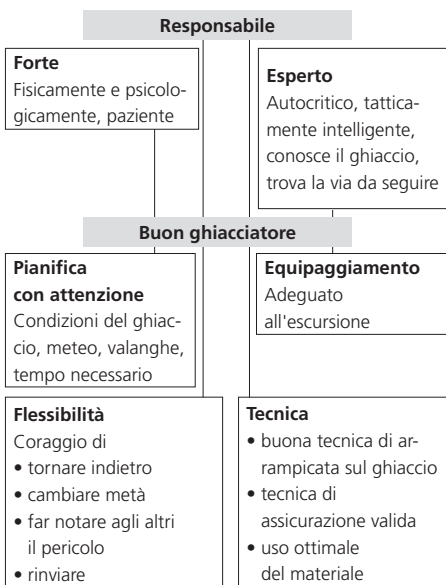 Responsabile
Forte
Fisicamente e psicolo-
gicamente, paziente
Esperto
Autocritico, tattica-
mente intelligente,
conosce il ghiaccio,
trova la via da seguire
Buon ghiacciatore
Pianifica
con attenzione
Condizioni del ghiac-
cio, meteo, valanghe,
tempo necessario
Equipaggiamento
Adeguato
all'escursione
Flessibilità
Coraggio di
• tornare indietro
• cambiare metà
• far notare agli altri
il pericolo
• rinviare
Tecnica
• buona tecnica di ar-
rampicata sul ghiaccio
• tecnica di
assicurazione valida
• uso ottimale
del materiale